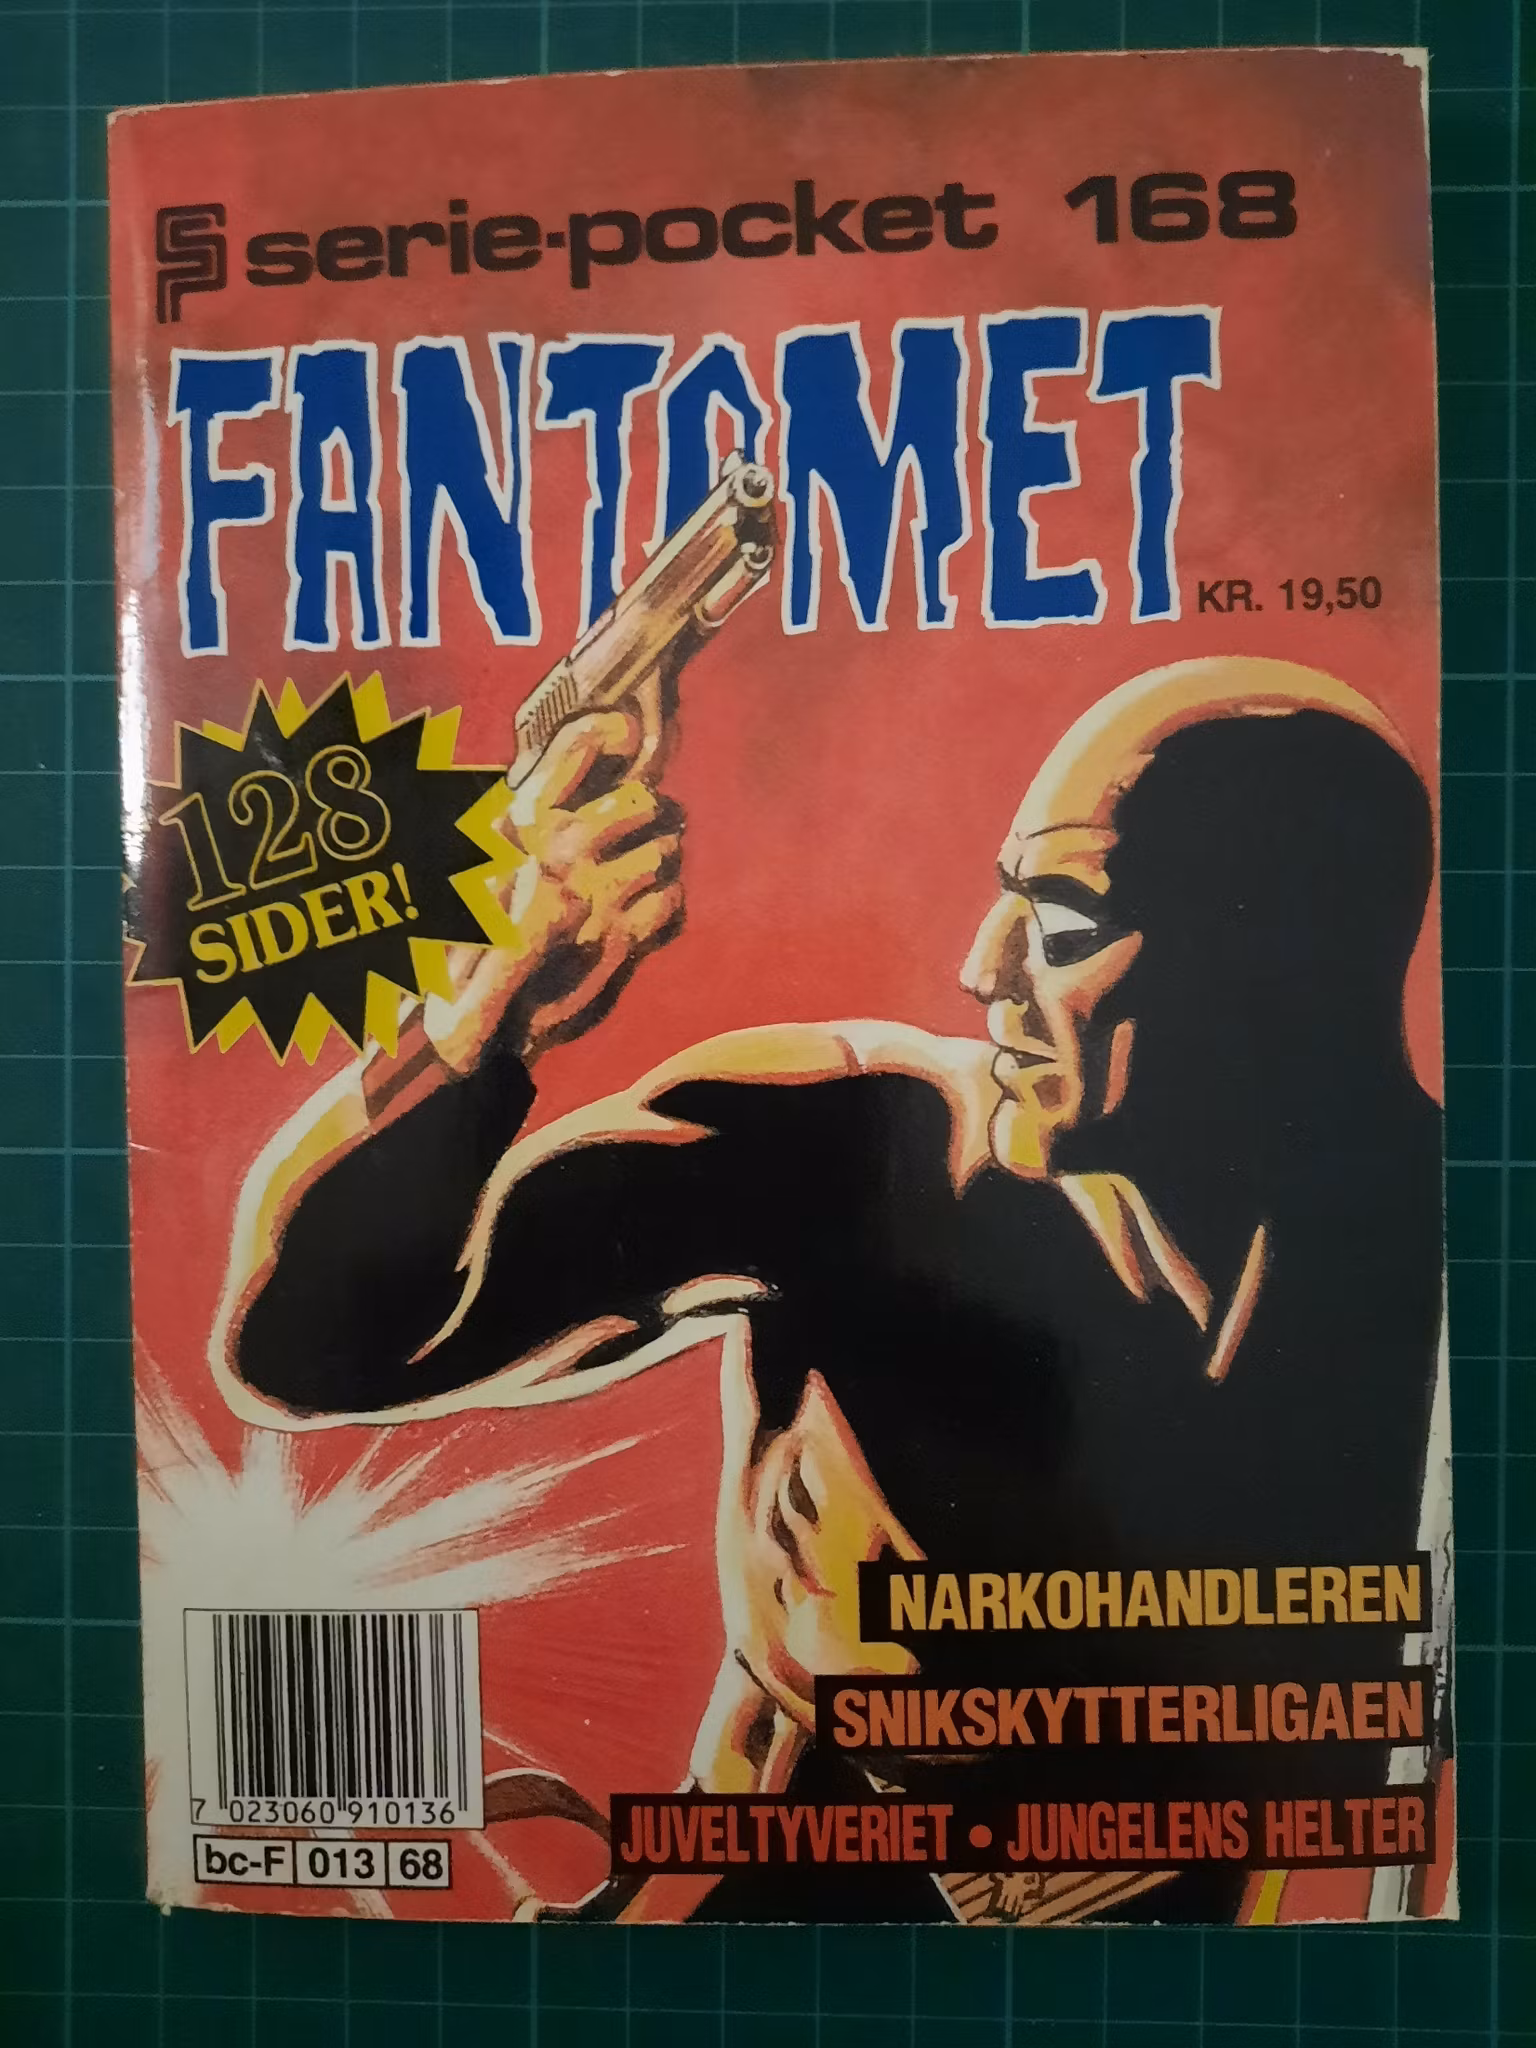 serie-pocket 168
FANTOMET
KR. 19,50
128
SIDER!
NARKOHANDLEREN
SNIKSKYTTERLIGAEN
JUVELTYVERIET • JUNGELENS HELTER
7 023060 910136
bc-F 013 68